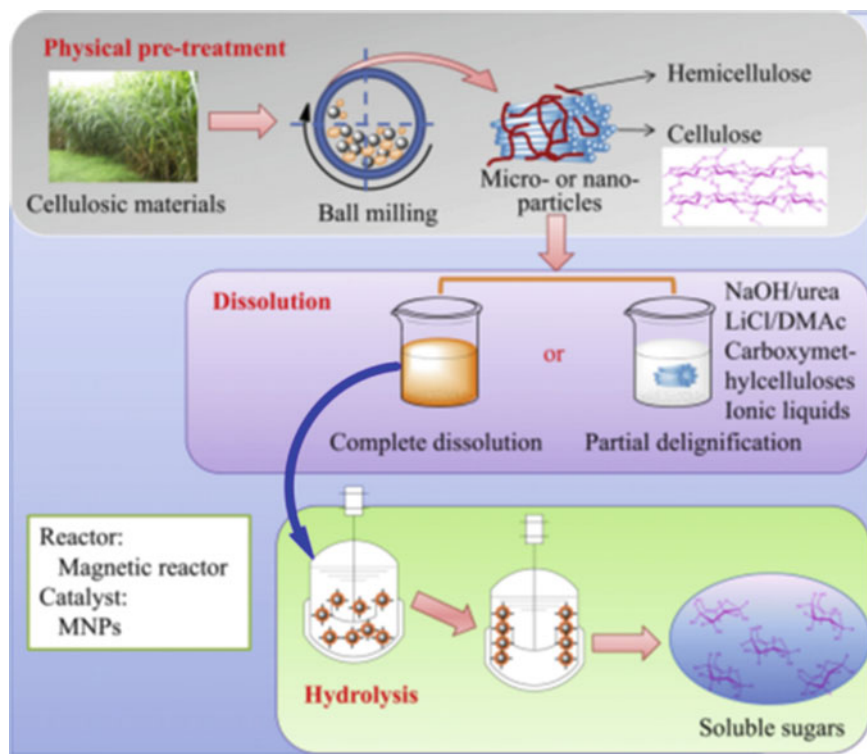 Physical pre-treatment
Hemicellulose
Cellulose
Cellulosic materials
Ball milling
Micro- or nano-
particles
Dissolution
or
NaOH/urea
LiCl/DMAc
Carboxymet-
hylcelluloses
Ionic liquids
Complete dissolution
Partial delignification
Reactor:
Magnetic reactor
Catalyst:
MNPs
Hydrolysis
Soluble sugars